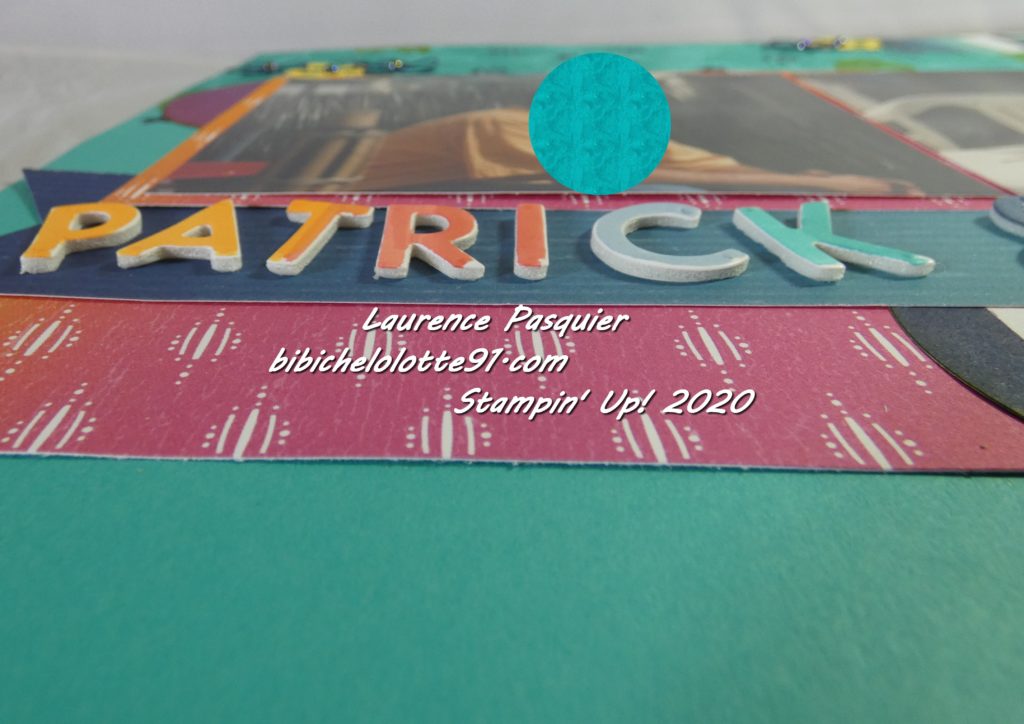 PATRICK
Laurence Pasquier
bibichelolotte91.com
Stampin' Up! 2020